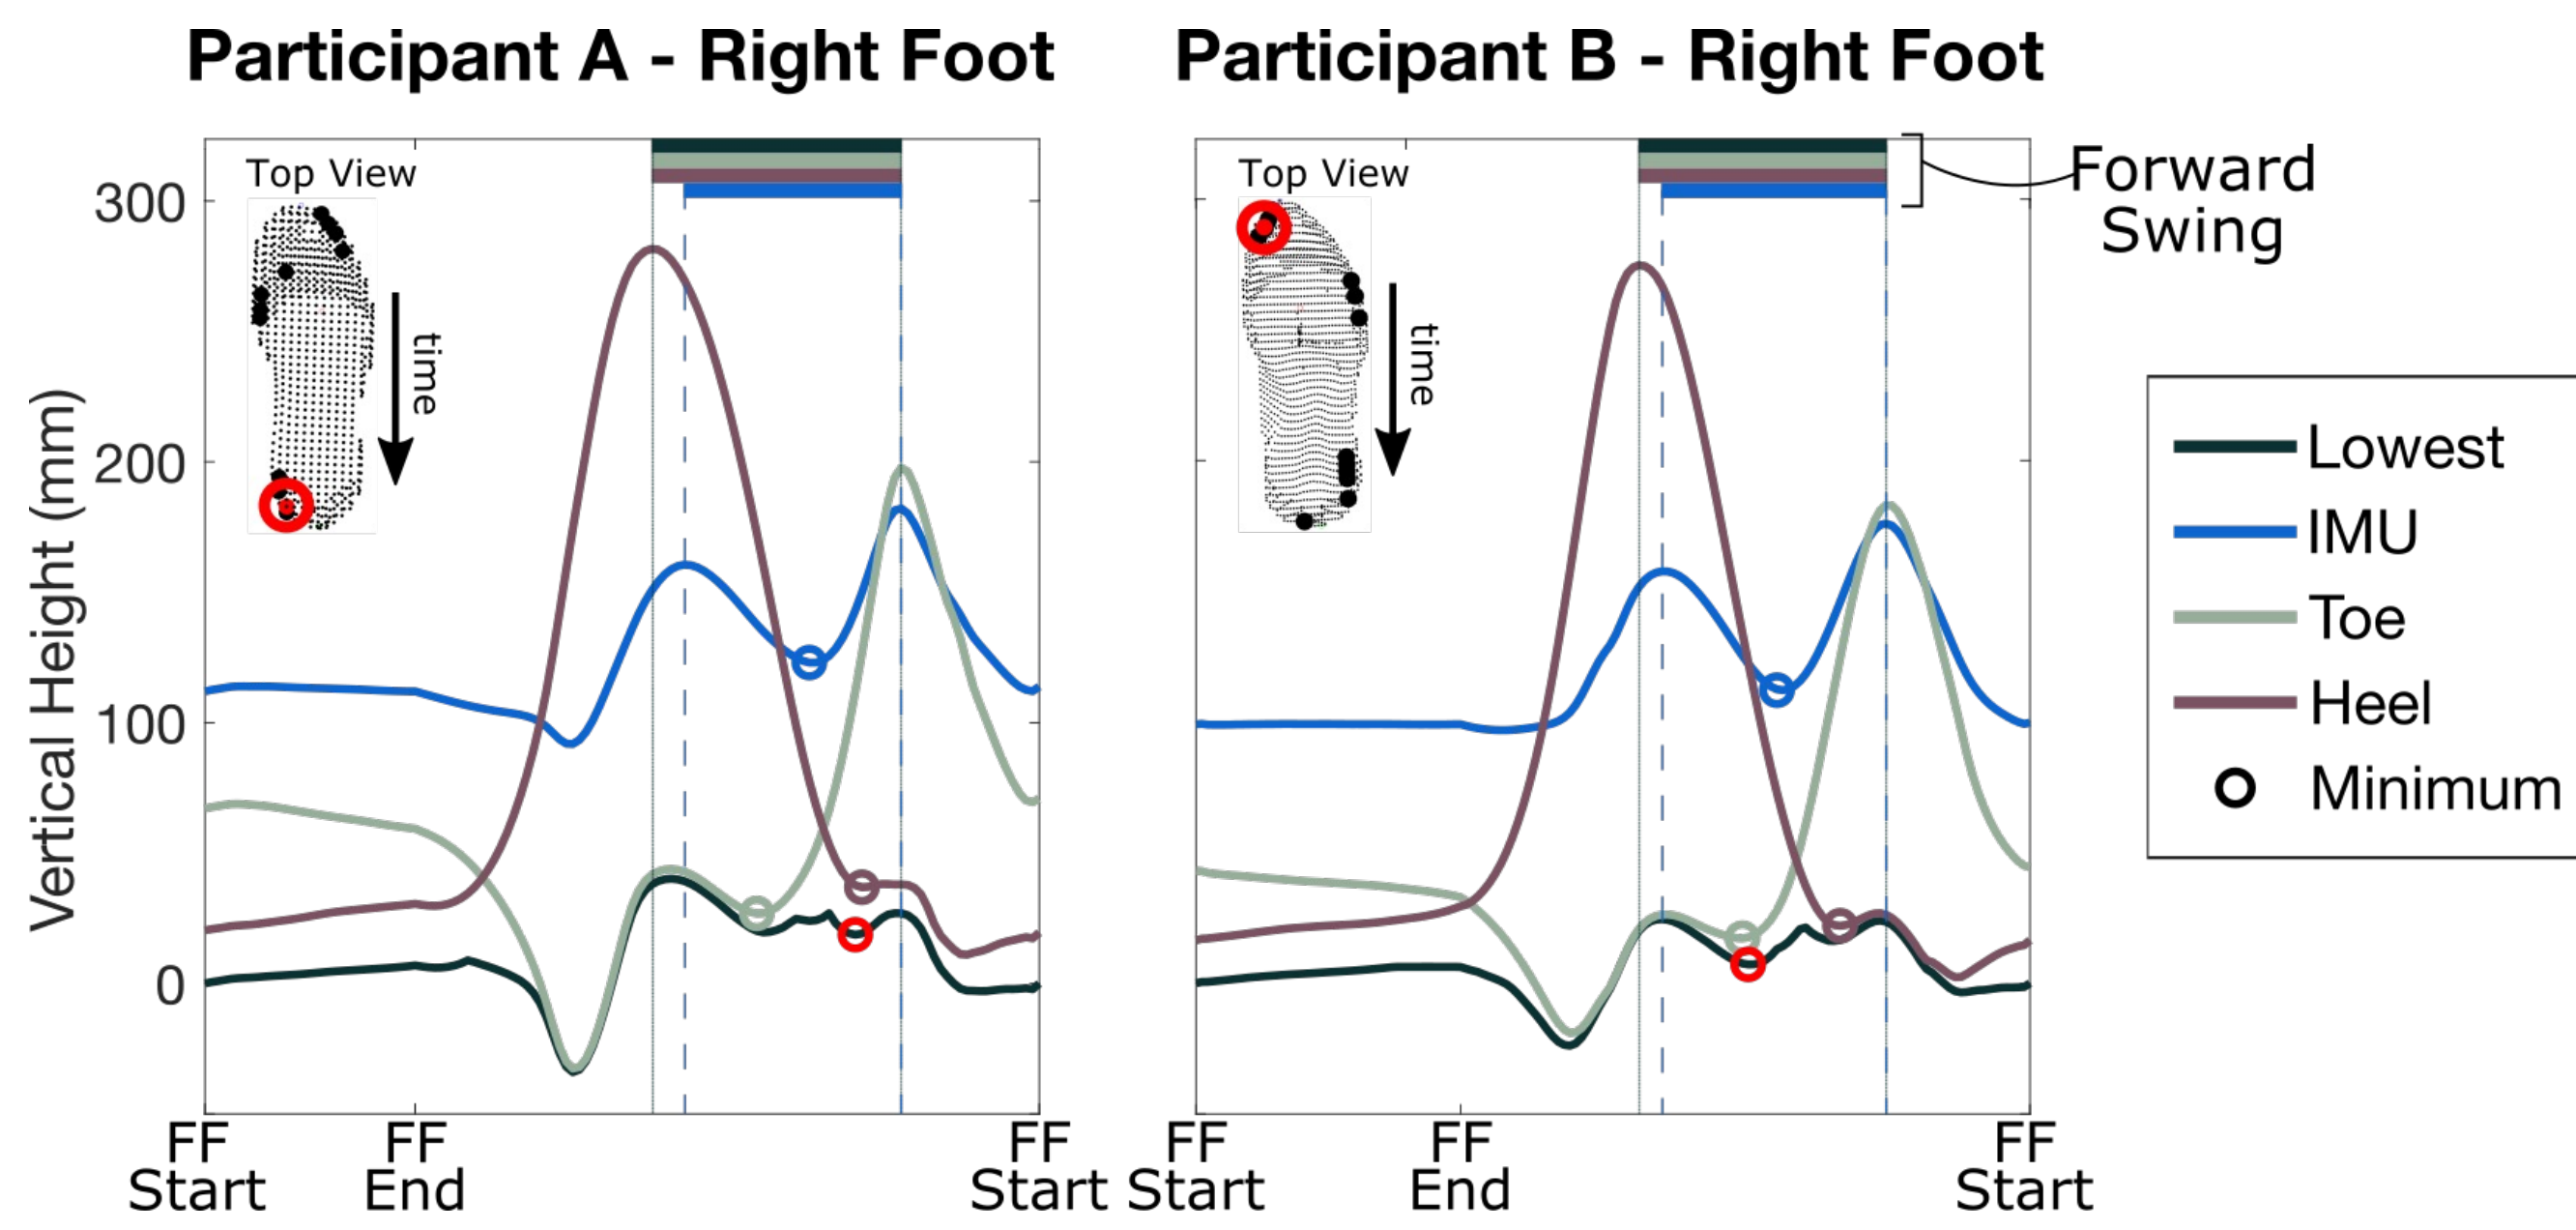 Participant A - Right Foot
Participant B - Right Foot
Vertical Height (mm)
300
200
100
0
Top View
time
Top View
time
Forward
Swing
Lowest
IMU
Toe
Heel
Minimum
FF
Start
FF
End
FF
Start
FF
Start
FF
End
FF
Start